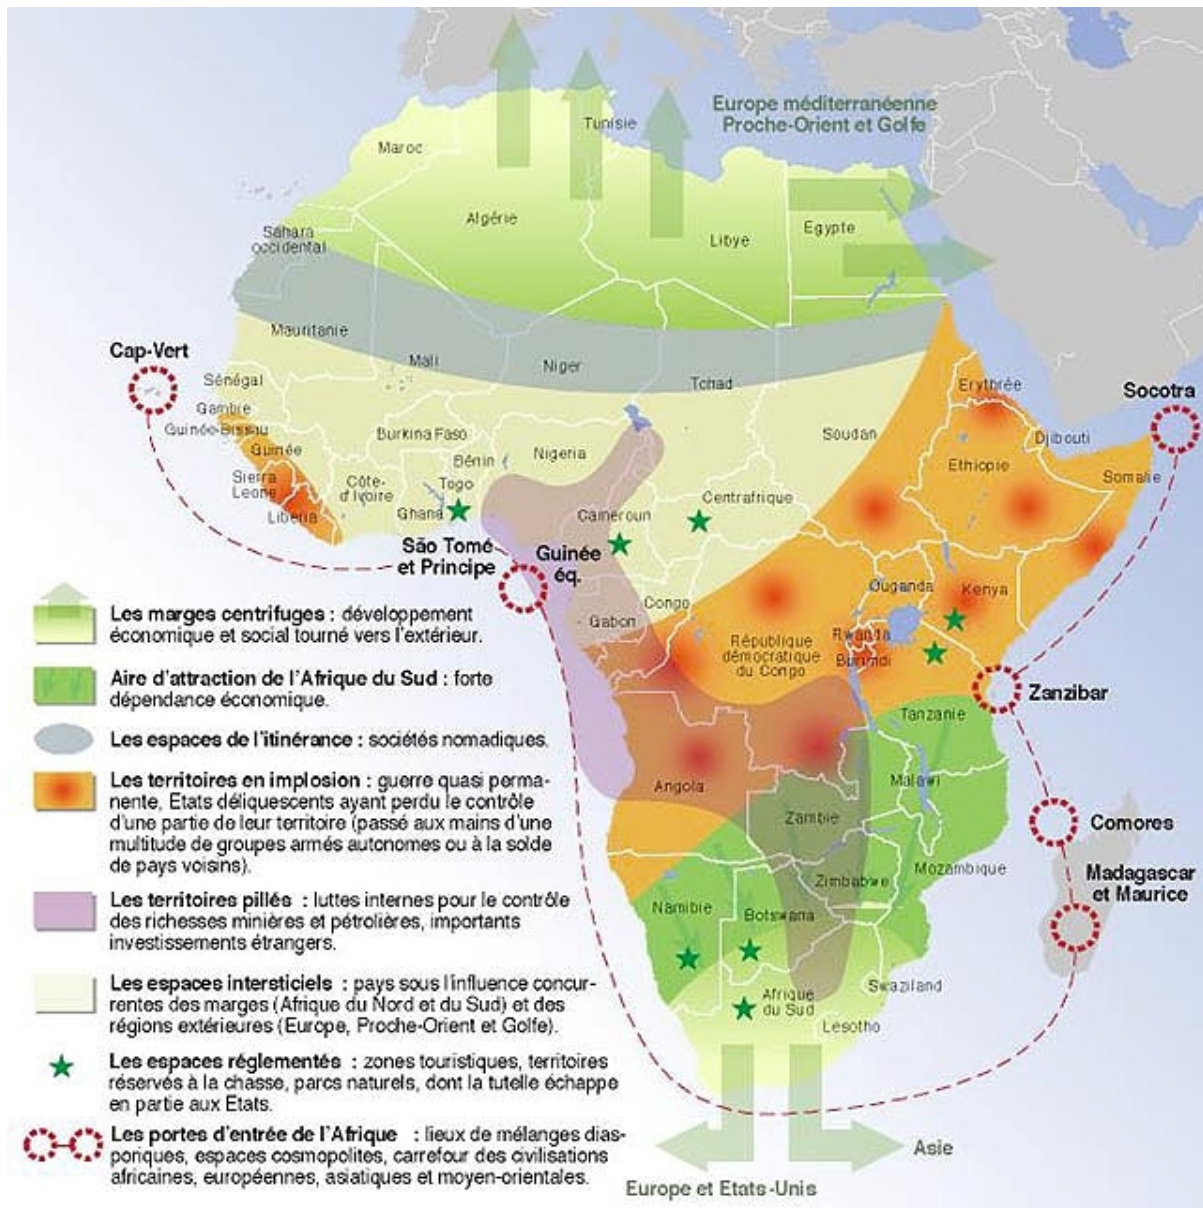 Europe méditerranéenne
Proche-Orient et Golfe
Tunisie
Maroc
Algérie
Libye
Egypte
Sahara
occidental
Mauritanie
Mali
Niger
Tchad
Cap-Vert
Sénégal
Gambie
Guinée-Bissau
Guinée
Sierra
Leone
Liberia
Burkina Faso
Bénin
Togo
Côte-
d'Ivoire
Ghana
Nigeria
Soudan
Erythrée
Djibouti
Ethiopie
Somalie
Socotra
Centrafrique
Cameroun
São Tomé
et Principe
Guinée
éq.
Congo
Gabon
Ouganda
Kenya
République
démocratique
du Congo
Rwanda
Burundi
Zanzibar
Tanzanie
Angola
Malawi
Zambie
Comores
Mozambique
Madagascar
et Maurice
Zimbabwe
Namibie
Botswana
Afrique
du Sud
Swaziland
Lesotho
Asie
Europe et Etats-Unis
Les marges centrifuges : développement
économique et social tourné vers l'extérieur.
Aire d'attraction de l'Afrique du Sud : forte
dépendance économique.
Les espaces de l'itinérance : sociétés nomadiques.
Les territoires en implosion : guerre quasi perma-
nente, Etats déliquescents ayant perdu le contrôle
d'une partie de leur territoire (passé aux mains d'une
multitude de groupes armés autonomes ou à la solde
de pays voisins).
Les territoires pillés : luttes internes pour le contrôle
des richesses minières et pétrolières, importants
investissements étrangers.
Les espaces intersticiels : pays sous l'influence concur-
rentes des marges (Afrique du Nord et du Sud) et des
régions extérieures (Europe, Proche-Orient et Golfe).
Les espaces réglementés : zones touristiques, territoires
réservés à la chasse, parcs naturels, dont la tutelle échappe
en partie aux Etats.
Les portes d'entrée de l'Afrique : lieux de mélanges dias-
poriques, espaces cosmopolites, carrefour des civilisations
africaines, européennes, asiatiques et moyen-orientales.